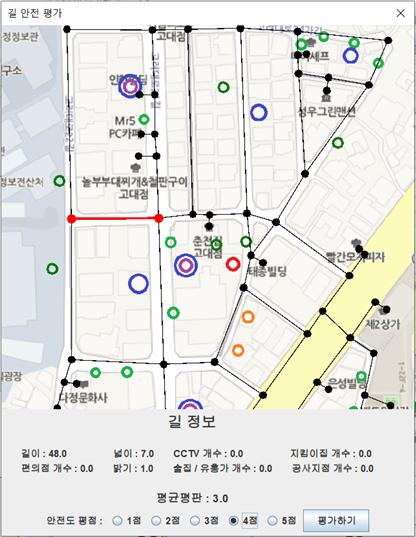 길 안전 평가
정정보관
고대점
구소
인
셰프
Mr5
PC카페
성우그린맨션
정보전산처
놀부부대찌개&철판구이
고대점
춘천집
고대점
태종빌딩
빨간모자피자
제2상가
은성빌딩
과광장
다정문화사
길 정보
길이 : 48.0 넓이 : 7.0 CCTV 개수 : 0.0 지림이집 개수 : 0.0
편의점 개수 : 0.0 밝기 : 1.0 술집 / 유흥가 개수 : 0.0 공사지점 개수 : 0.0
평균평판 : 3.0
안전도 평점 : 1점 2점 3점 4점 5점 평가하기